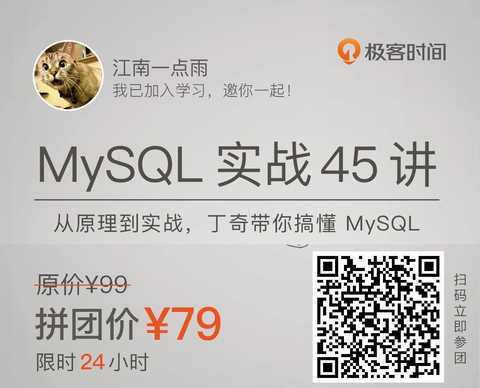 极客时间
江南一点雨
我已加入学习，邀你一起！
MySQL 实战 45 讲
从原理到实战，丁奇带你搞懂 MySQL
原价¥99
拼团价 ¥79
限时 24 小时
扫码立即参团